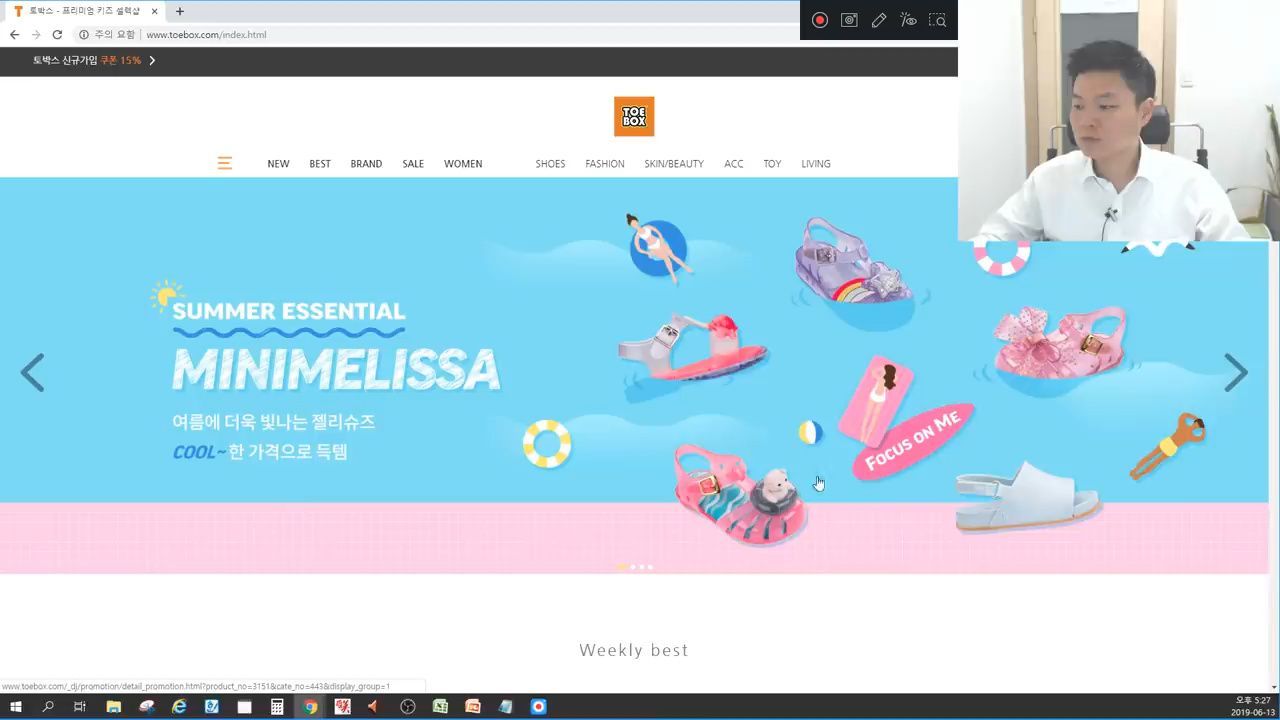 토박스 - 프리미엄 키즈 셀렉샵
주의 요함
www.toebox.com/index.html
토박스 신규가입 쿠폰 15%
TOE
BOX
NEW BEST BRAND SALE WOMEN SHOES FASHION SKIN/BEAUTY ACC TOY LIVING
SUMMER ESSENTIAL
MINIMELISSA
여름에 더욱 빛나는 젤리슈즈
COOL~ 한 가격으로 득템
FOCUS ON ME
Weekly best
www.toebox.com/_dj/promotion/detail_promotion.html?product_no=3151&cate_no=443&display_group=1
오후 5:27
2019-06-13